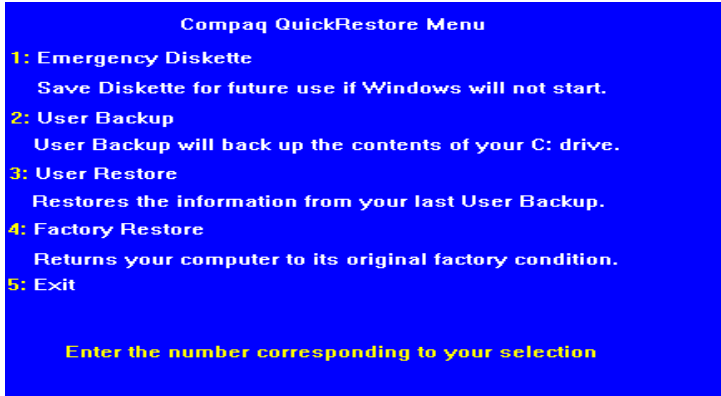 Compaq QuickRestore Menu
1: Emergency Diskette
Save Diskette for future use if Windows will not start.
2: User Backup
User Backup will back up the contents of your C: drive.
3: User Restore
Restores the information from your last User Backup.
4: Factory Restore
Returns your computer to its original factory condition.
5: Exit
Enter the number corresponding to your selection